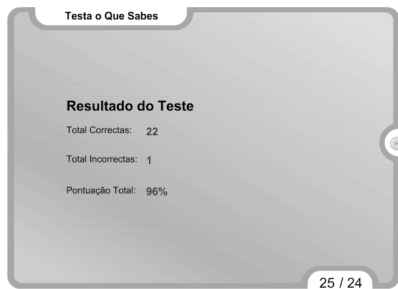 Testa o Que Sabes
Resultado do Teste
Total Correctas: 22
Total Incorrectas: 1
Pontuação Total: 96%
25 / 24